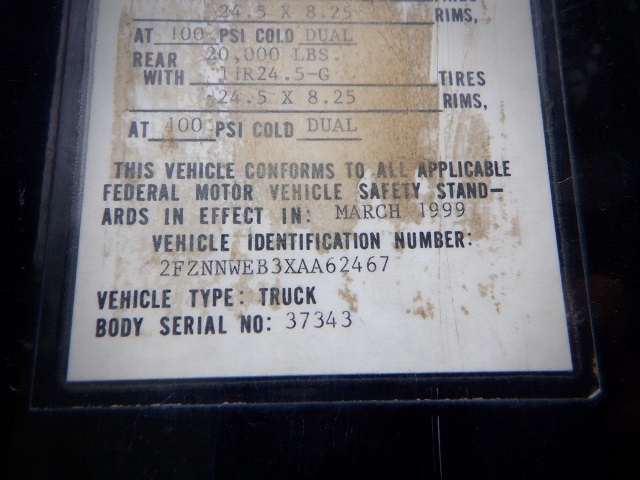 24.5 X 8.25 RIMS,
AT 100 PSI COLD DUAL
REAR 20,000 LBS.
WITH 11R24.5-G TIRES
24.5 X 8.25 RIMS,
AT 100 PSI COLD DUAL
THIS VEHICLE CONFORMS TO ALL APPLICABLE
FEDERAL MOTOR VEHICLE SAFETY STAND-
ARDS IN EFFECT IN: MARCH 1999
VEHICLE IDENTIFICATION NUMBER:
2FZNNWEB3XAA62467
VEHICLE TYPE: TRUCK
BODY SERIAL NO: 37343